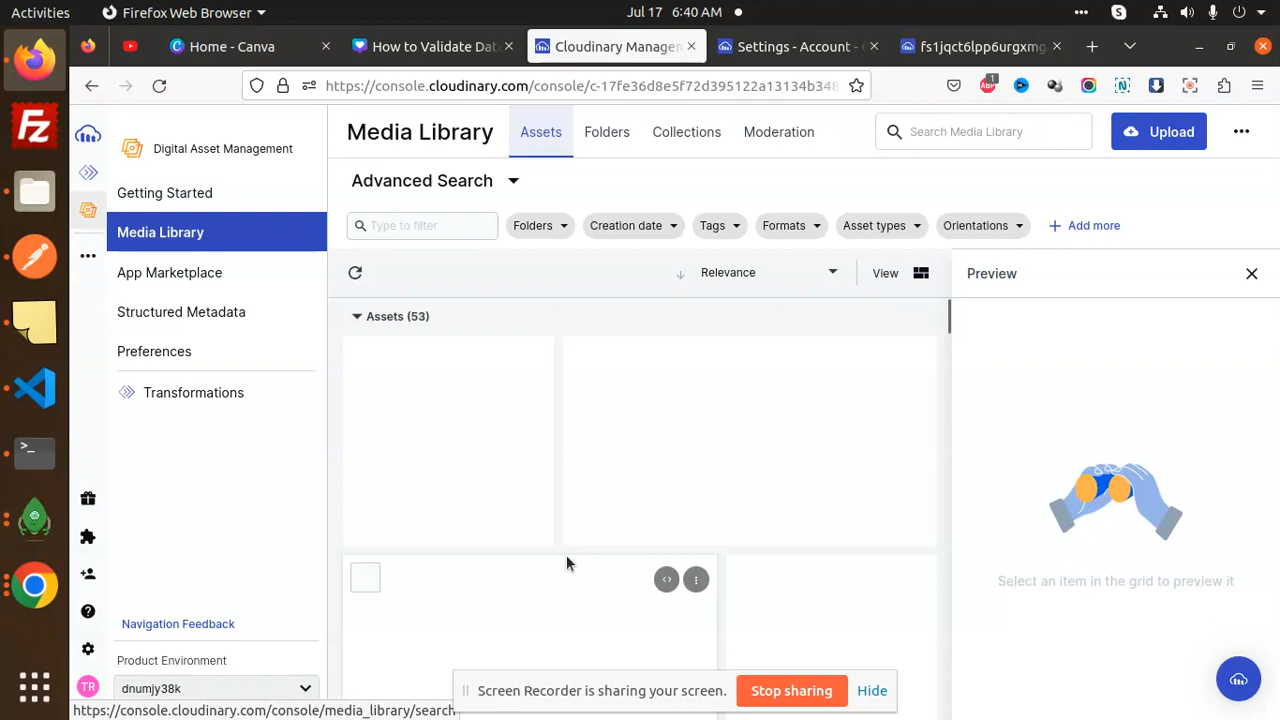 Activities
Firefox Web Browser
Jul 17 6:40 AM
Home - Canva
How to Validate Dat
Cloudinary Managem
Settings - Account - C
fs1jqct6lpp6urgxmg
https://console.cloudinary.com/console/c-17fe36d8e5f72d395122a13134b348
1
Digital Asset Management
Getting Started
Media Library
App Marketplace
Structured Metadata
Preferences
Transformations
Navigation Feedback
Product Environment
TR
dnumjy38k
Media Library
Assets
Folders
Collections
Moderation
Search Media Library
Upload
Advanced Search
Type to filter
Folders
Creation date
Tags
Formats
Asset types
Orientations
Add more
Relevance
View
Assets (53)
Preview
Select an item in the grid to preview it
Screen Recorder is sharing your screen.
Stop sharing
Hide
https://console.cloudinary.com/console/media_library/search